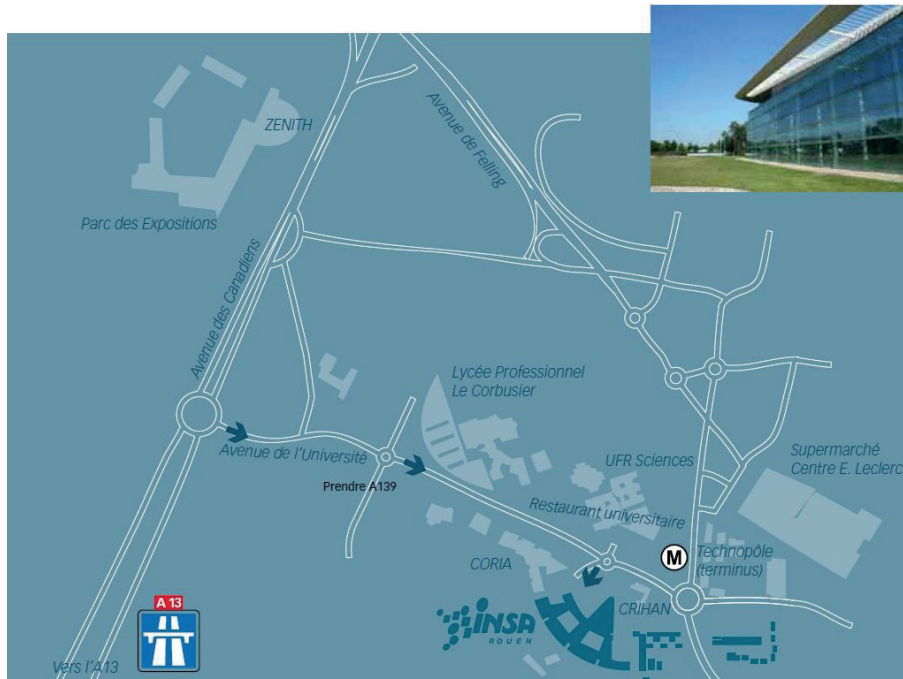 ZENITH
Avenue de Felling
Parc des Expositions
Avenue des Canadiens
Lycée Professionnel
Le Corbusier
Avenue de l'Université
Prendre A139
UFR Sciences
Supermarché
Centre E. Leclerc
Restaurant universitaire
M
Technopôle
(terminus)
CORIA
CRIHAN
INSA
ROUEN
A 13
Vers l'A13